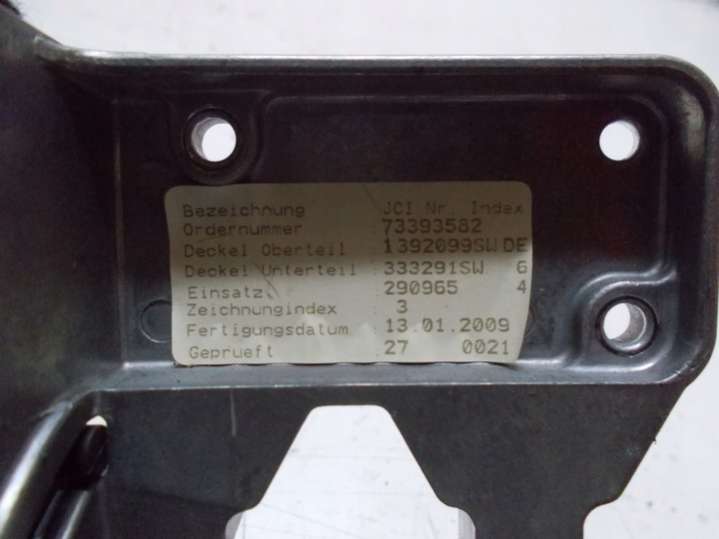 Bezeichnung JCI Nr. Index
Ordernummer 73393582
Deckel Oberteil 1392099SW DE
Deckel Unterteil 333291SW 6
Einsatz. 290965 4
Zeichnungindex 3
Fertigungsdatum 13.01.2009
Geprueft 27 0021